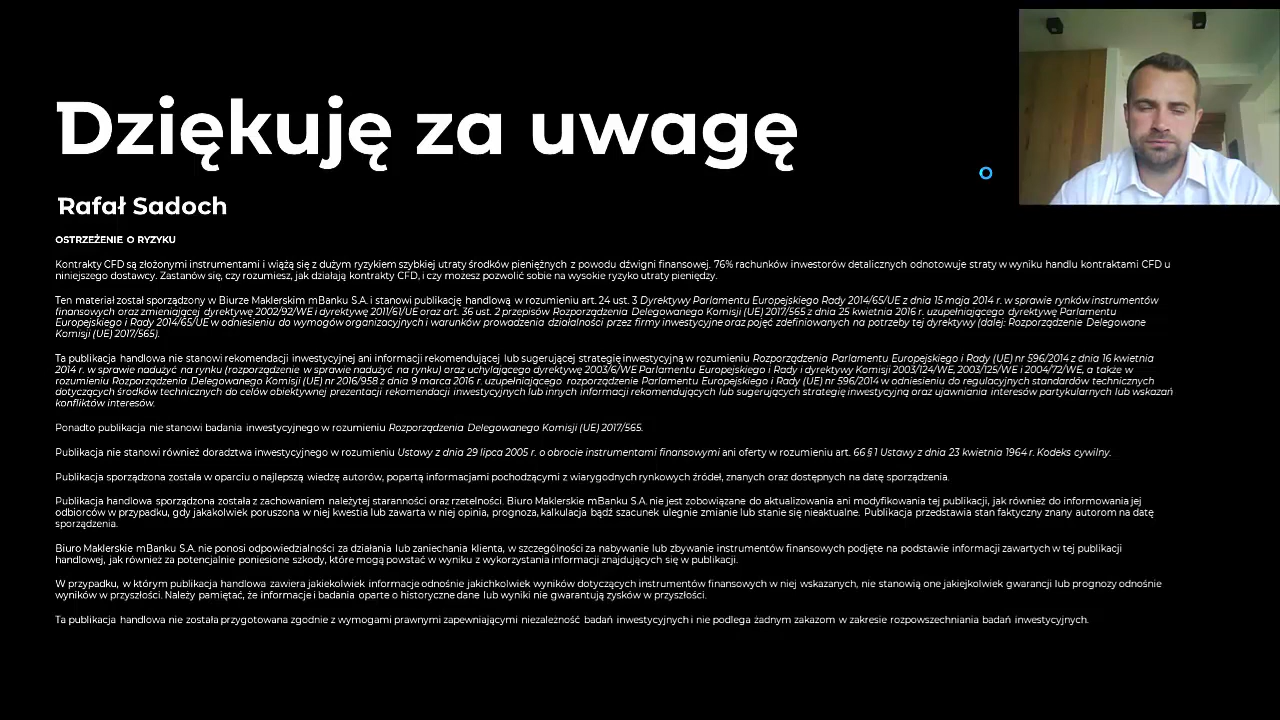 Dziękuję za uwagę
Rafał Sadoch
OSTRZEŻENIE O RYZYKU
Kontrakty CFD są złożonymi instrumentami i wiążą się z dużym ryzykiem szybkiej utraty środków pieniężnych z powodu dźwigni finansowej. 76% rachunków inwestorów detalicznych odnotowuje straty w wyniku handlu kontraktami CFD u
niniejszego dostawcy. Zastanów się, czy rozumiesz, jak działają kontrakty CFD, i czy możesz pozwolić sobie na wysokie ryzyko utraty pieniędzy.
Ten materiał został sporządzony w Biurze Maklerskim mBanku S.A. i stanowi publikację handlową w rozumieniu art. 24 ust. 3 Dyrektywy Parlamentu Europejskiego Rady 2014/65/UE z dnia 15 maja 2014 r. w sprawie rynków instrumentów
finansowych oraz zmieniającej dyrektywę 2002/92/WE i dyrektywę 2011/61/UE oraz art. 36 ust. 2 przepisów Rozporządzenia Delegowanego Komisji (UE) 2017/565 z dnia 25 kwietnia 2016 r. uzupełniającego dyrektywę Parlamentu
Europejskiego i Rady 2014/65/UE w odniesieniu do wymogów organizacyjnych i warunków prowadzenia działalności przez firmy inwestycyjne oraz pojęć zdefiniowanych na potrzeby tej dyrektywy (dalej: Rozporządzenie Delegowane
Komisji (UE) 2017/565).
Ta publikacja handlowa nie stanowi rekomendacji inwestycyjnej ani informacji rekomendującej lub sugerującej strategię inwestycyjną w rozumieniu Rozporządzenia Parlamentu Europejskiego i Rady (UE) nr 596/2014 z dnia 16 kwietnia
2014 r. w sprawie nadużyć na rynku (rozporządzenie w sprawie nadużyć na rynku) oraz uchylającego dyrektywę 2003/6/WE Parlamentu Europejskiego i Rady i dyrektywy Komisji 2003/124/WE, 2003/125/WE i 2004/72/WE, a także w
rozumieniu Rozporządzenia Delegowanego Komisji (UE) nr 2016/958 z dnia 9 marca 2016 r. uzupełniającego rozporządzenie Parlamentu Europejskiego i Rady (UE) nr 596/2014 w odniesieniu do regulacyjnych standardów technicznych
dotyczących środków technicznych do celów obiektywnej prezentacji rekomendacji inwestycyjnych lub innych informacji rekomendujących lub sugerujących strategię inwestycyjną oraz ujawniania interesów partykularnych lub wskazań
konfliktów interesów.
Ponadto publikacja nie stanowi badania inwestycyjnego w rozumieniu Rozporządzenia Delegowanego Komisji (UE) 2017/565.
Publikacja nie stanowi również doradztwa inwestycyjnego w rozumieniu Ustawy z dnia 29 lipca 2005 r. o obrocie instrumentami finansowymi ani oferty w rozumieniu art. 66 § 1 Ustawy z dnia 23 kwietnia 1964 r. Kodeks cywilny.
Publikacja sporządzona została w oparciu o najlepszą wiedzę autorów, popartą informacjami pochodzącymi z wiarygodnych rynkowych źródeł, znanych oraz dostępnych na datę sporządzenia.
Publikacja handlowa sporządzona została z zachowaniem należytej staranności oraz rzetelności. Biuro Maklerskie mBanku S.A. nie jest zobowiązane do aktualizowania ani modyfikowania tej publikacji, jak również do informowania jej
odbiorców w przypadku, gdy jakakolwiek poruszona w niej kwestia lub zawarta w niej opinia, prognoza, kalkulacja bądź szacunek ulegnie zmianie lub stanie się nieaktualne. Publikacja przedstawia stan faktyczny znany autorom na datę
sporządzenia.
Biuro Maklerskie mBanku S.A. nie ponosi odpowiedzialności za działania lub zaniechania klienta, w szczególności za nabywanie lub zbywanie instrumentów finansowych podjęte na podstawie informacji zawartych w tej publikacji
handlowej, jak również za potencjalnie poniesione szkody, które mogą powstać w wyniku z wykorzystania informacji znajdujących się w publikacji.
W przypadku, w którym publikacja handlowa zawiera jakiekolwiek informacje odnośnie jakichkolwiek wyników dotyczących instrumentów finansowych w niej wskazanych, nie stanowią one jakiejkolwiek gwarancji lub prognozy odnośnie
wyników w przyszłości. Należy pamiętać, że informacje i badania oparte o historyczne dane lub wyniki nie gwarantują zysków w przyszłości.
Ta publikacja handlowa nie została przygotowana zgodnie z wymogami prawnymi zapewniającymi niezależność badań inwestycyjnych i nie podlega żadnym zakazom w zakresie rozpowszechniania badań inwestycyjnych.